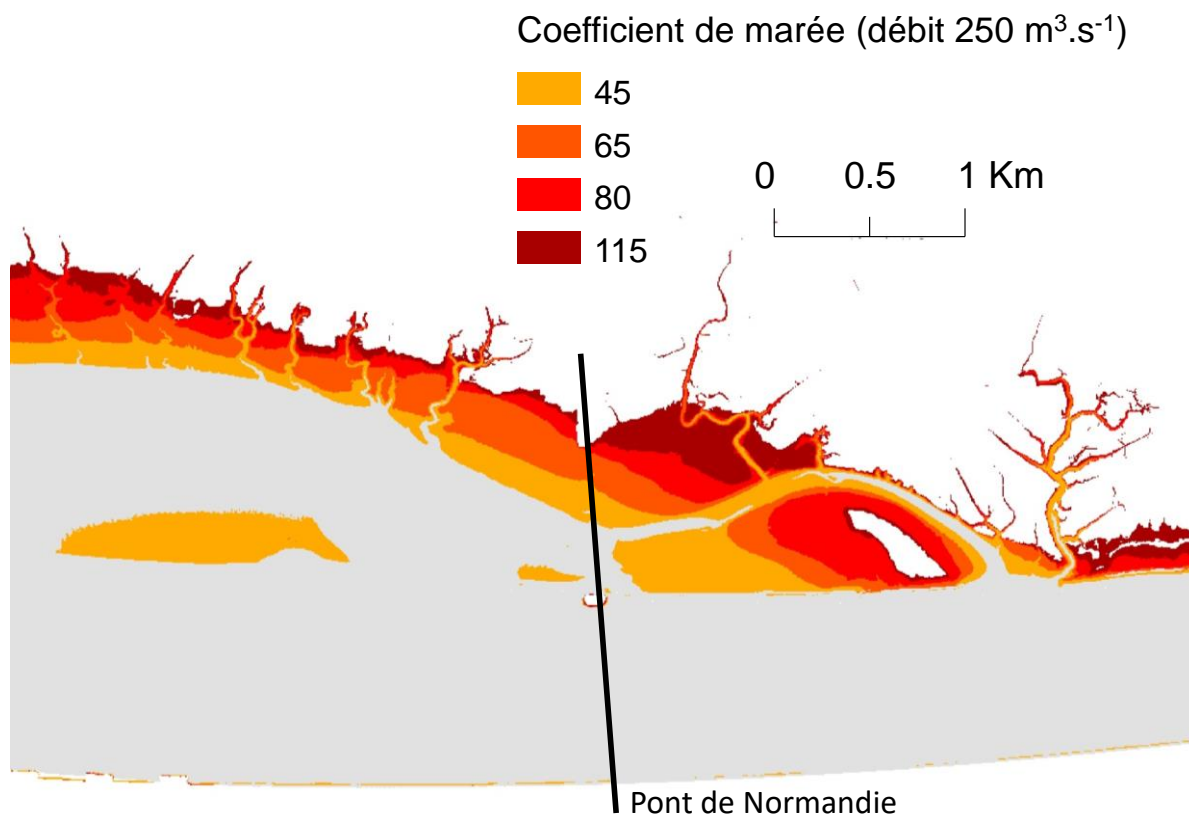 Coefficient de marée (débit 250 m³.s⁻¹)
45
65
80
115
0 0.5 1 Km
Pont de Normandie